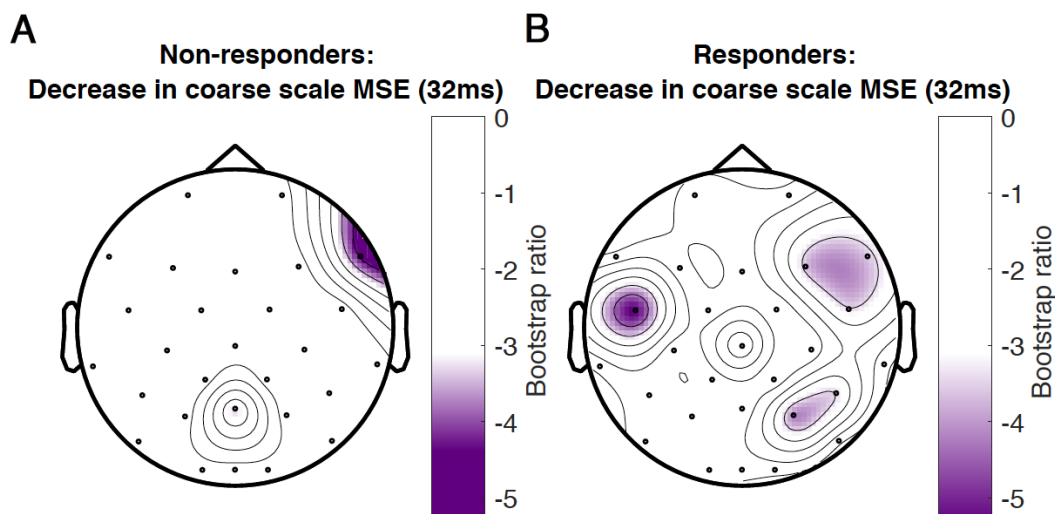 A
Non-responders:
Decrease in coarse scale MSE (32ms)
0
-1
-2
-3
-4
-5
Bootstrap ratio
B
Responders:
Decrease in coarse scale MSE (32ms)
0
-1
-2
-3
-4
-5
Bootstrap ratio